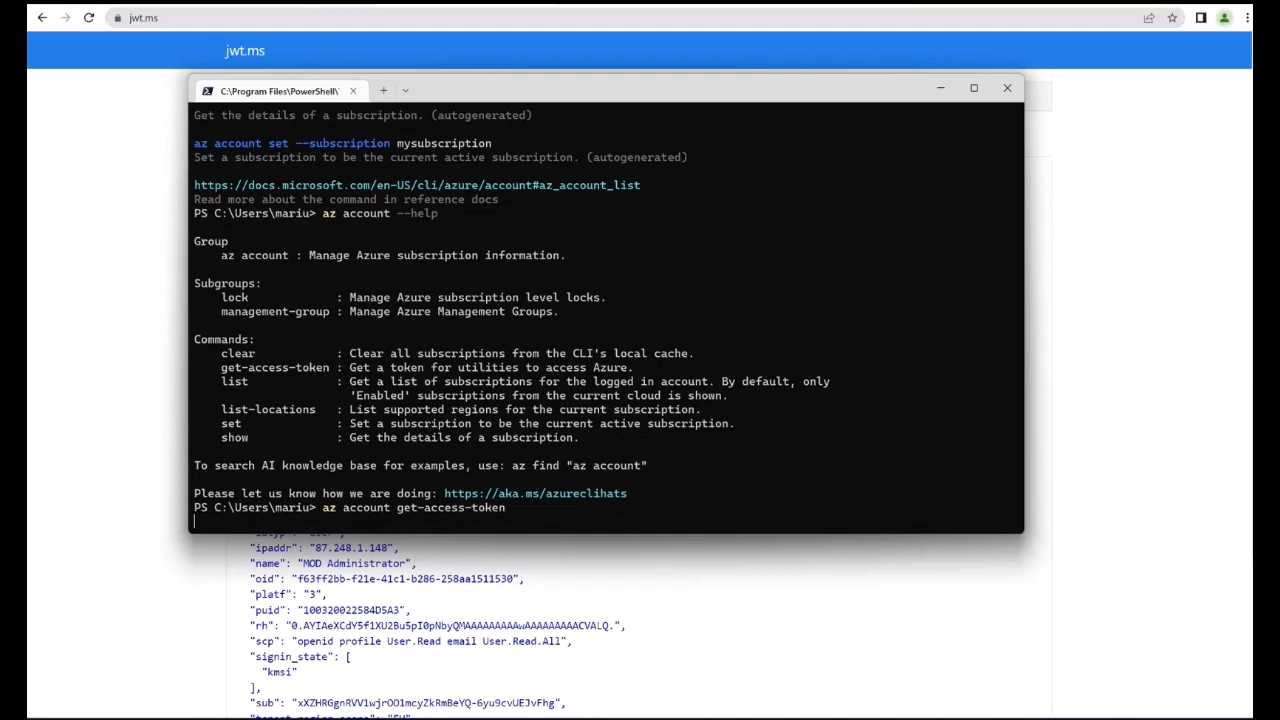 jwt.ms
jwt.ms
C:\Program Files\PowerShell\
Get the details of a subscription. (autogenerated)
az account set --subscription mysubscription
Set a subscription to be the current active subscription. (autogenerated)
https://docs.microsoft.com/en-US/cli/azure/account#az_account_list
Read more about the command in reference docs
PS C:\Users\mariu> az account --help
Group
az account : Manage Azure subscription information.
Subgroups:
lock : Manage Azure subscription level locks.
management-group : Manage Azure Management Groups.
Commands:
clear : Clear all subscriptions from the CLI's local cache.
get-access-token : Get a token for utilities to access Azure.
list : Get a list of subscriptions for the logged in account. By default, only
'Enabled' subscriptions from the current cloud is shown.
list-locations : List supported regions for the current subscription.
set : Set a subscription to be the current active subscription.
show : Get the details of a subscription.
To search AI knowledge base for examples, use: az find "az account"
Please let us know how we are doing: https://aka.ms/azureclihats
PS C:\Users\mariu> az account get-access-token
"ipaddr": "87.248.1.148",
"name": "MOD Administrator",
"oid": "f63ff2bb-f21e-41c1-b286-258aa1511530",
"platf": "3",
"puid": "100320022584D5A3",
"rh":
"scp": "openid profile User.Read email User.Read.All",
"signin_state": [
"kmsi"
],
"sub":